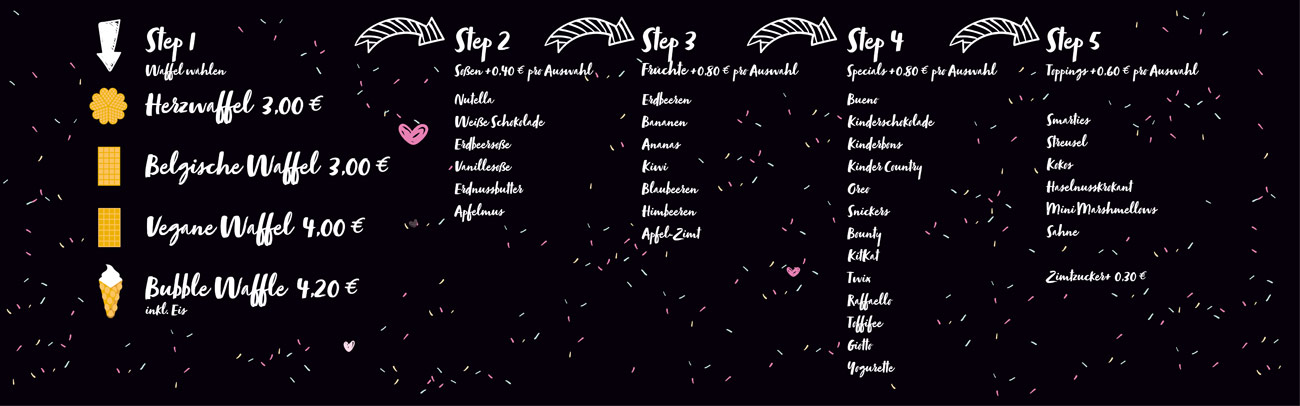 Step 1
Waffel wählen
Herzwaffel 3,00 €
Belgische Waffel 3,00 €
Vegane Waffel 4,00 €
Bubble Waffle 4,20 €
inkl. Eis
Step 2
Soßen +0.40 € pro Auswahl
Nutella
Weiße Schokolade
Erdbeersoße
Vanillesoße
Erdnussbutter
Apfelmus
Step 3
Früchte +0.80 € pro Auswahl
Erdbeeren
Bananen
Ananas
Kiwi
Blaubeeren
Himbeeren
Apfel-Zimt
Step 4
Specials +0.80 € pro Auswahl
Bueno
Kinderschokolade
Kinderbons
Kinder Country
Oreo
Snickers
Bounty
KitKat
Twix
Raffaello
Toffifee
Giotto
Yogurette
Step 5
Toppings +0.60 € pro Auswahl
Smarties
Streusel
Kokos
Haselnusskrokant
Mini Marshmellows
Sahne
Zimtzucker+ 0.30 €